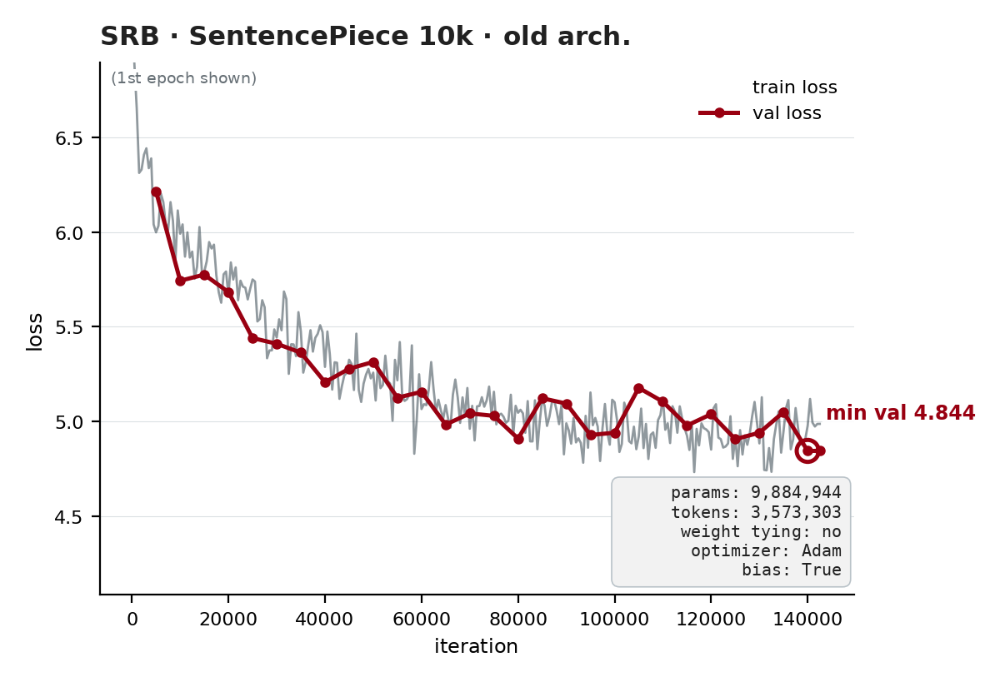 SRB · SentencePiece 10k · old arch.
(1st epoch shown)
train loss
val loss
6.5
6.0
5.5
5.0
4.5
loss
min val 4.844
params: 9,884,944
tokens: 3,573,303
weight tying: no
optimizer: Adam
bias: True
0 20000 40000 60000 80000 100000 120000 140000
iteration